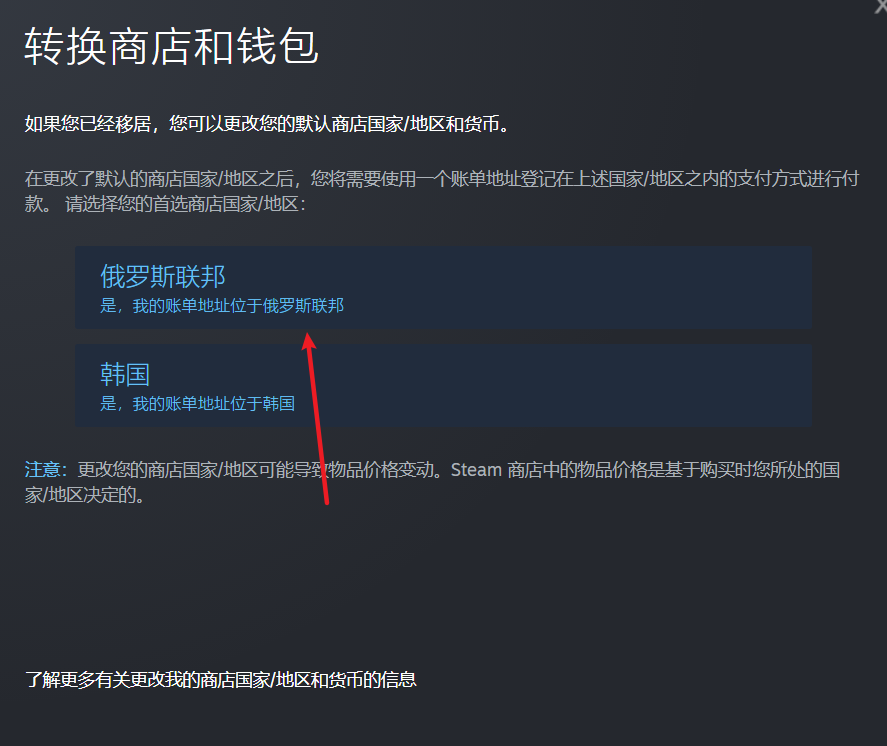 转换商店和钱包
如果您已经移居，您可以更改您的默认商店国家/地区和货币。
在更改了默认的商店国家/地区之后，您将需要使用一个账单地址登记在上述国家/地区之内的支付方式进行付
款。 请选择您的首选商店国家/地区：
俄罗斯联邦
是，我的账单地址位于俄罗斯联邦
韩国
是，我的账单地址位于韩国
注意：更改您的商店国家/地区可能导致物品价格变动。Steam 商店中的物品价格是基于购买时您所处的国
家/地区决定的。
了解更多有关更改我的商店国家/地区和货币的信息